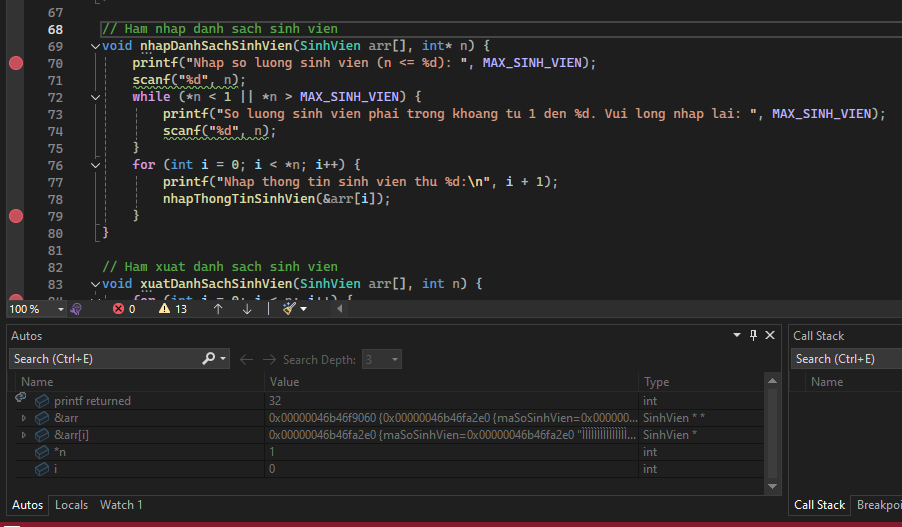 67
68 // Ham nhap danh sach sinh vien
69 void nhapDanhSachSinhVien(SinhVien arr[], int* n) {
70 printf("Nhap so luong sinh vien (n <= %d): ", MAX_SINH_VIEN);
71 scanf("%d", n);
72 while (*n < 1 || *n > MAX_SINH_VIEN) {
73 printf("So luong sinh vien phai trong khoang tu 1 den %d. Vui long nhap lai: ", MAX_SINH_VIEN);
74 scanf("%d", n);
75 }
76 for (int i = 0; i < *n; i++) {
77 printf("Nhap thong tin sinh vien thu %d:\n", i + 1);
78 nhapThongTinSinhVien(&arr[i]);
79 }
80 }
81
82 // Ham xuat danh sach sinh vien
83 void xuatDanhSachSinhVien(SinhVien arr[], int n) {
84 for (int i = 0; i < n; i++) {
100 % 0 13
Autos
Search (Ctrl+E) Search Depth: 3
Name Value Type
printf returned 32 int
&arr 0x00000046b46f9060 {0x00000046b46fa2e0 {maSoSinhVien=0x000000... SinhVien * *
&arr[i] 0x00000046b46fa2e0 {maSoSinhVien=0x00000046b46fa2e0 "ÌÌÌÌÌÌÌÌÌÌÌÌÌÌÌ... SinhVien *
*n 1 int
i 0 int
Autos Locals Watch 1
Call Stack
Search (Ctrl+E)
Name
Call Stack Breakpoi